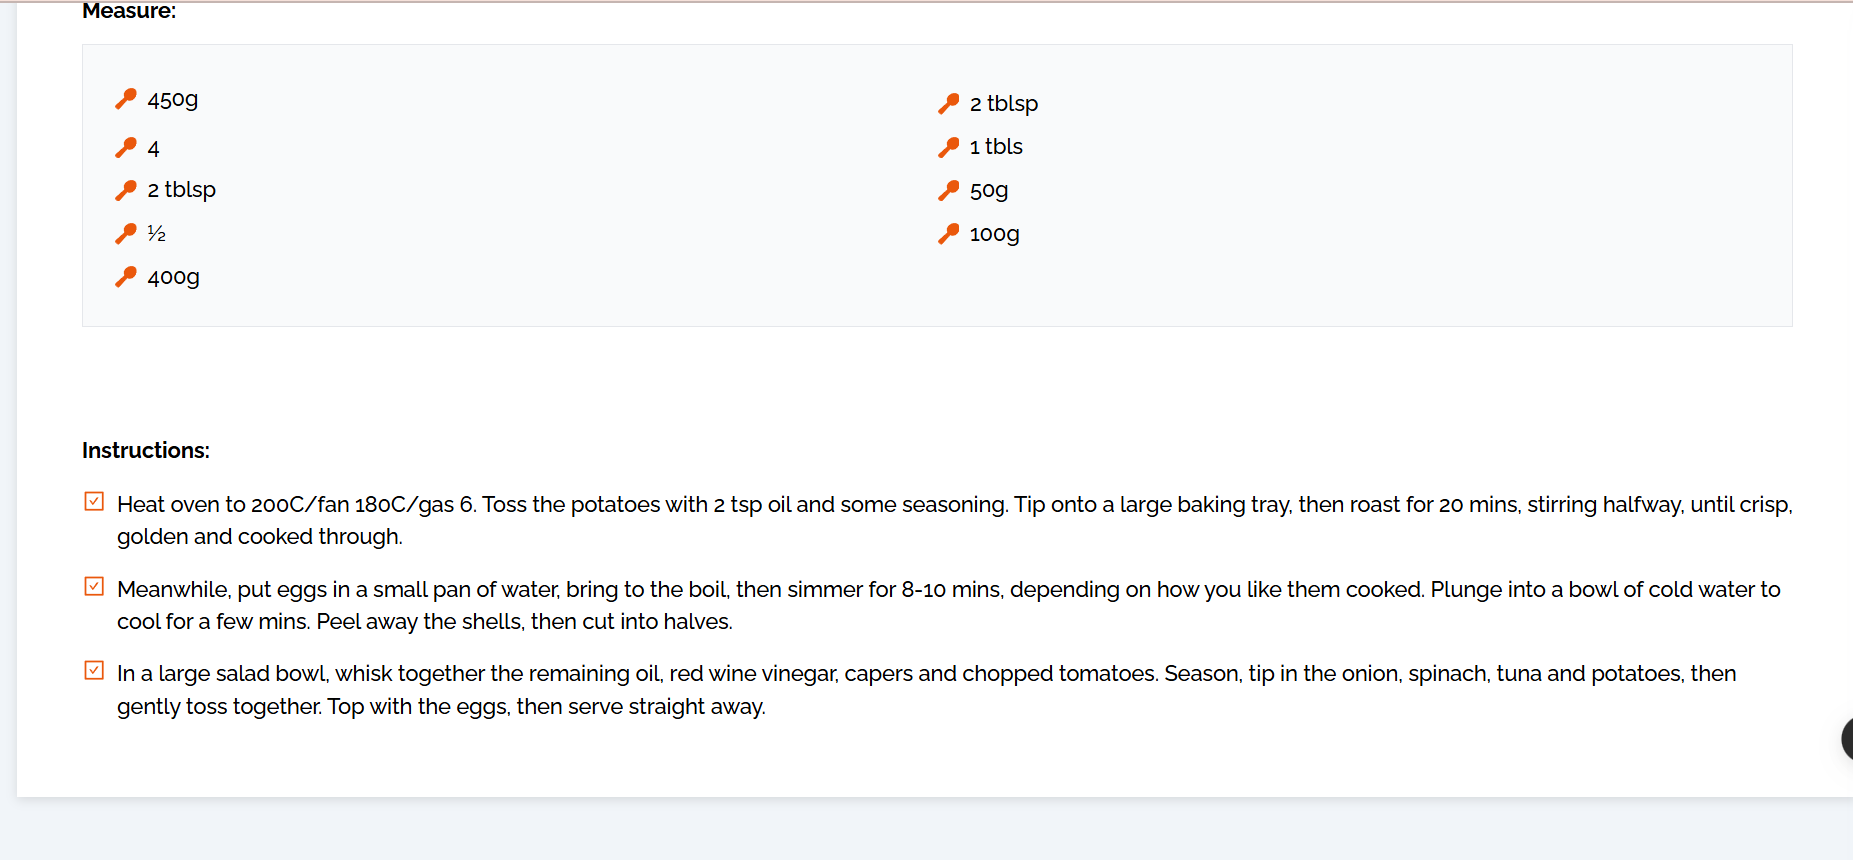 Measure:
450g
4
2 tblsp
½
400g
2 tblsp
1 tbls
50g
100g
Instructions:
Heat oven to 200C/fan 180C/gas 6. Toss the potatoes with 2 tsp oil and some seasoning. Tip onto a large baking tray, then roast for 20 mins, stirring halfway, until crisp,
golden and cooked through.
Meanwhile, put eggs in a small pan of water, bring to the boil, then simmer for 8-10 mins, depending on how you like them cooked. Plunge into a bowl of cold water to
cool for a few mins. Peel away the shells, then cut into halves.
In a large salad bowl, whisk together the remaining oil, red wine vinegar, capers and chopped tomatoes. Season, tip in the onion, spinach, tuna and potatoes, then
gently toss together. Top with the eggs, then serve straight away.